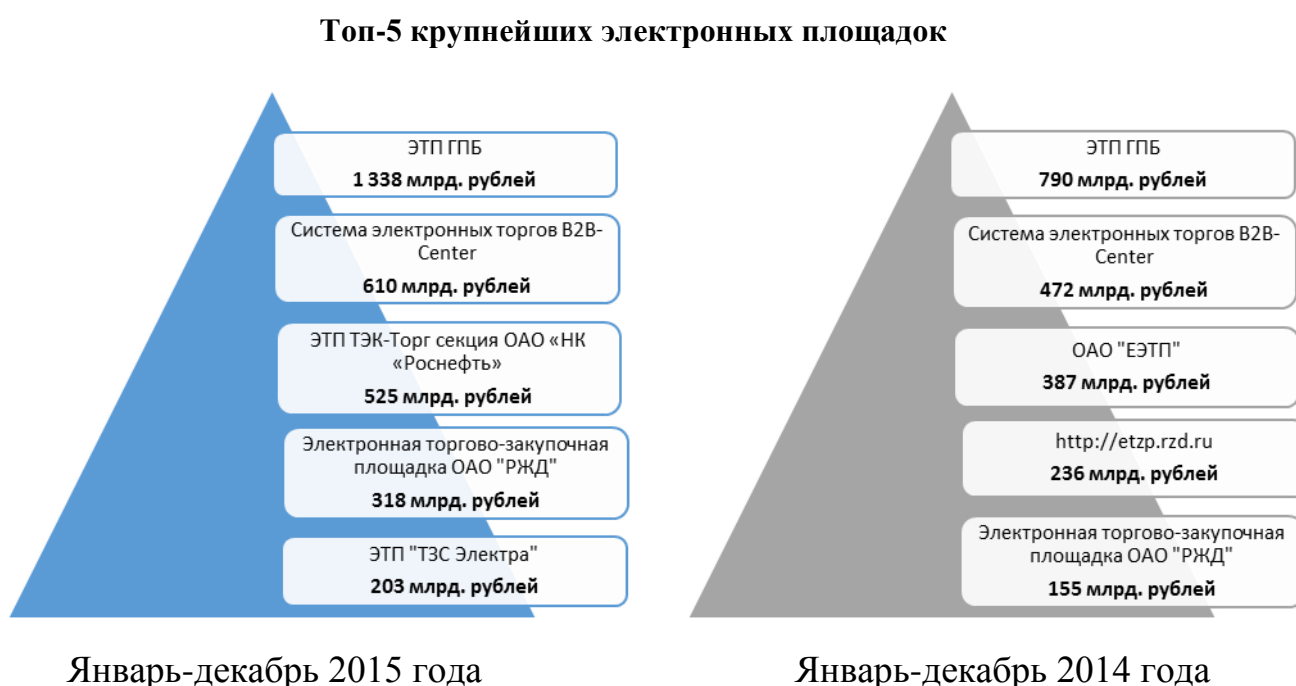 Топ-5 крупнейших электронных площадок
ЭТП ГПБ
1 338 млрд. рублей
Система электронных торгов B2B-
Center
610 млрд. рублей
ЭТП ТЭК-Торг секция ОАО «НК
«Роснефть»
525 млрд. рублей
Электронная торгово-закупочная
площадка ОАО "РЖД"
318 млрд. рублей
ЭТП "ТЗС Электра"
203 млрд. рублей
Январь-декабрь 2015 года
ЭТП ГПБ
790 млрд. рублей
Система электронных торгов B2B-
Center
472 млрд. рублей
ОАО "ЕЭТП"
387 млрд. рублей
http://etzp.rzd.ru
236 млрд. рублей
Электронная торгово-закупочная
площадка ОАО "РЖД"
155 млрд. рублей
Январь-декабрь 2014 года